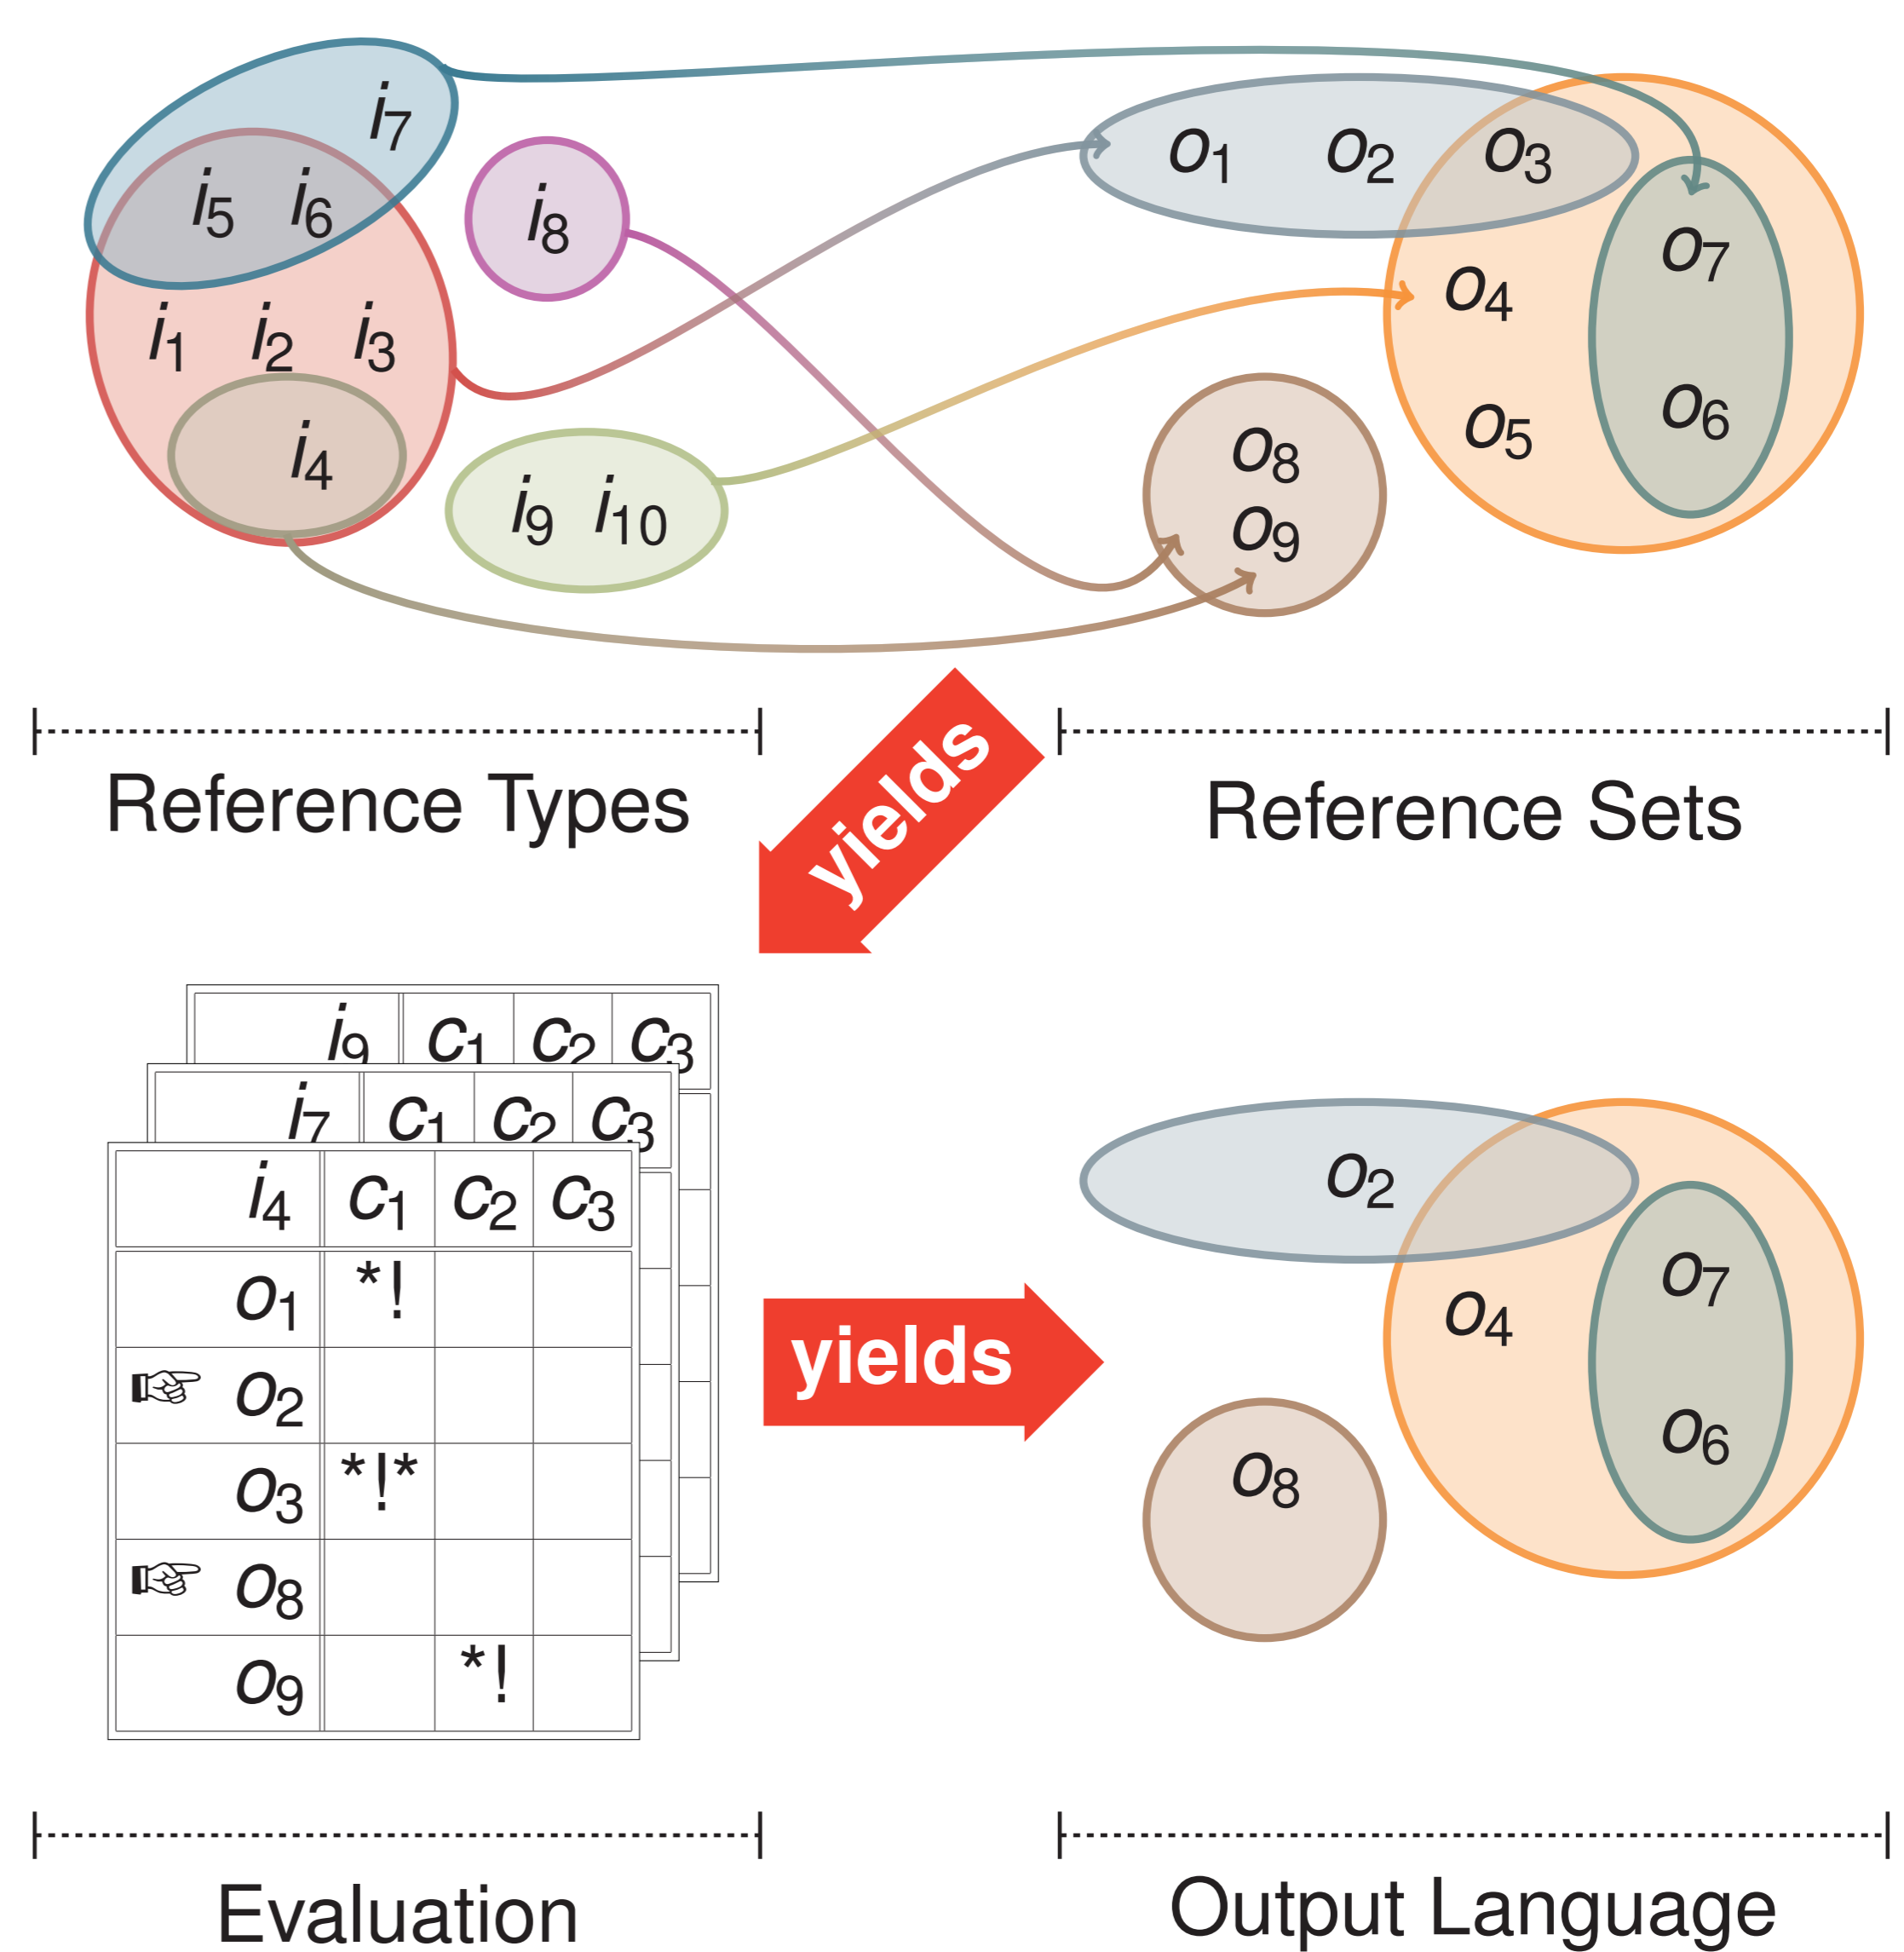 i7
i5 i6
i8
i1 i2 i3
i4
i9 i10
o1 o2 o3
o7
o4
o6
o5
o8
o9
Reference Types
yields
Reference Sets
i9 c1 c2 c3
i7 c1 c2 c3
i4 c1 c2 c3
o1 *!
☞ o2
o3 *!*
☞ o8
o9 *!
yields
o2
o7
o4
o6
o8
Evaluation
Output Language